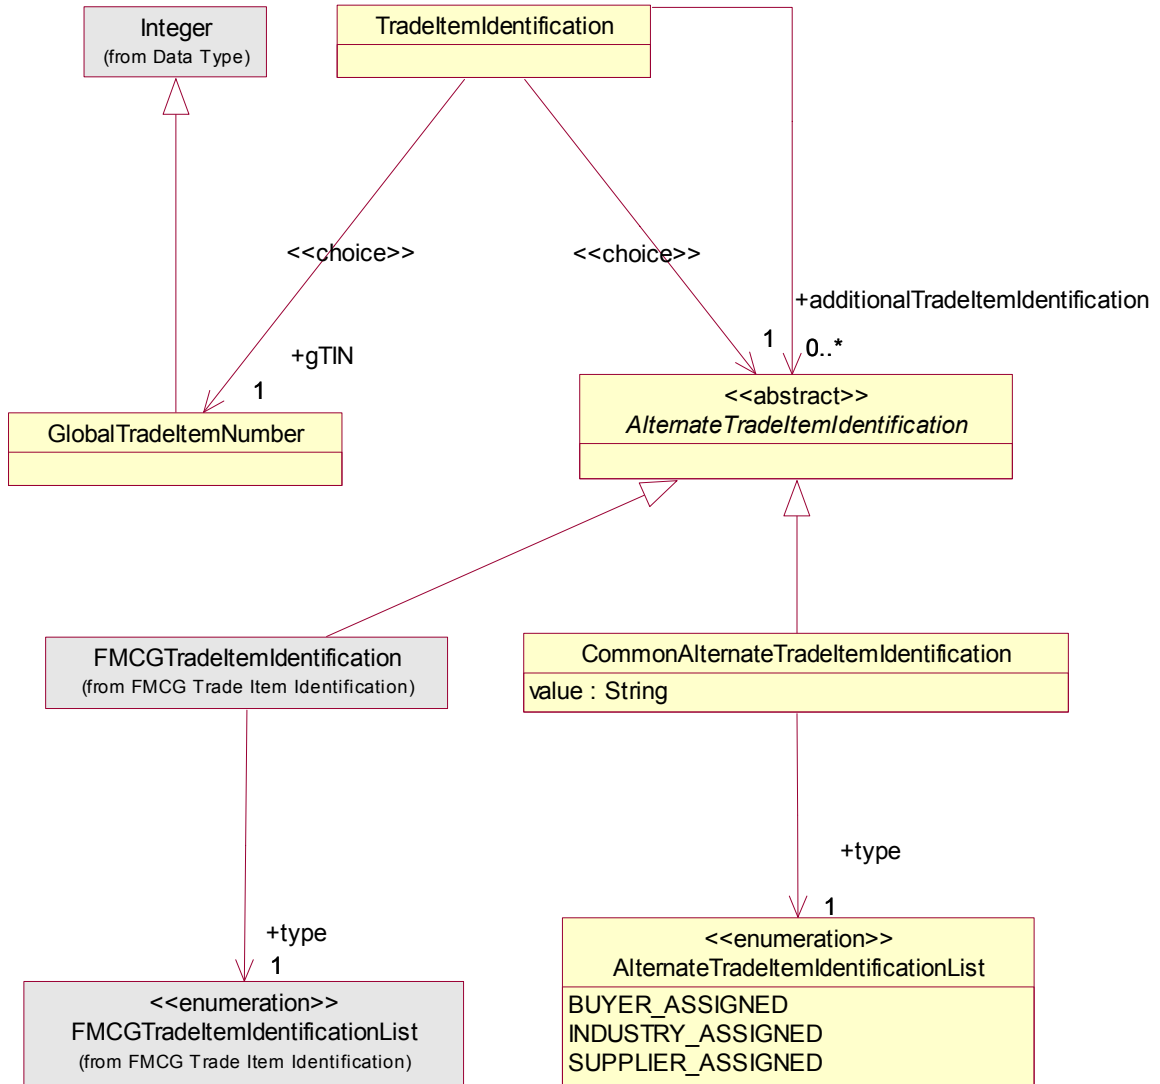 Integer
(from Data Type)
TradeItemIdentification
<<choice>>
<<choice>>
+additionalTradeItemIdentification
+gTIN
1
1
0..*
GlobalTradeItemNumber
<<abstract>>
AlternateTradeItemIdentification
FMCGTradeItemIdentification
(from FMCG Trade Item Identification)
CommonAlternateTradeItemIdentification
value : String
+type
1
+type
1
<<enumeration>>
FMCGTradeItemIdentificationList
(from FMCG Trade Item Identification)
<<enumeration>>
AlternateTradeItemIdentificationList
BUYER_ASSIGNED
INDUSTRY_ASSIGNED
SUPPLIER_ASSIGNED